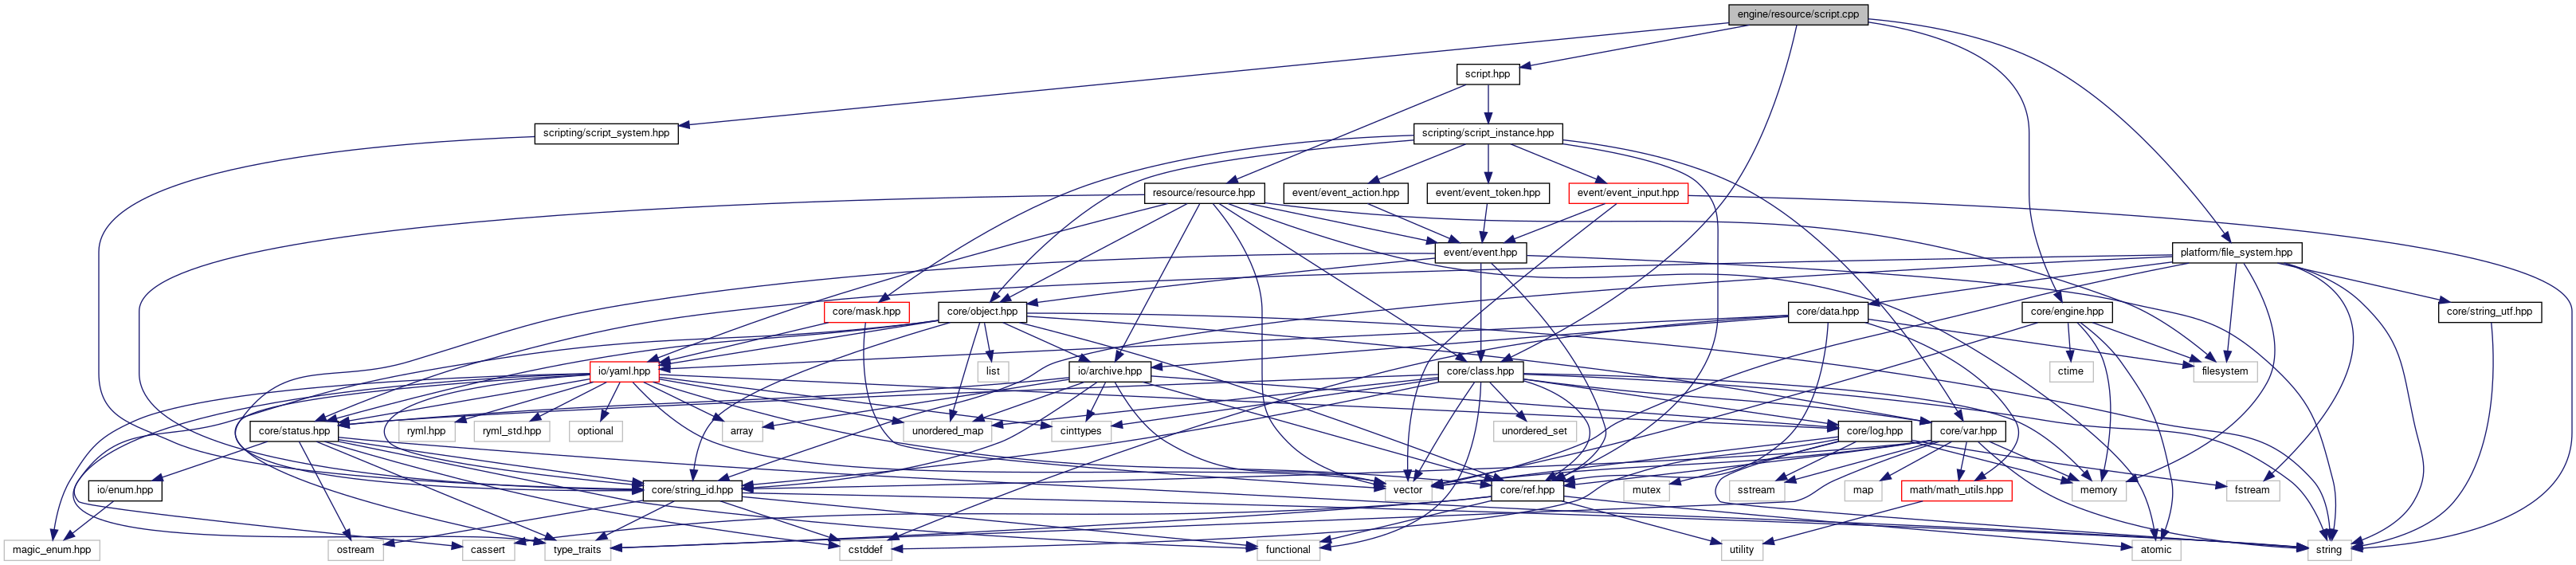 engine/resource/script.cpp
script.hpp
scripting/script_system.hpp
scripting/script_instance.hpp
resource/resource.hpp
event/event_action.hpp
event/event_token.hpp
event/event_input.hpp
event/event.hpp
platform/file_system.hpp
core/mask.hpp
core/object.hpp
core/data.hpp
core/engine.hpp
core/string_utf.hpp
io/yaml.hpp
list
io/archive.hpp
core/class.hpp
ctime
filesystem
core/status.hpp
ryml.hpp
ryml_std.hpp
optional
array
unordered_map
cinttypes
unordered_set
core/log.hpp
core/var.hpp
io/enum.hpp
core/string_id.hpp
vector
core/ref.hpp
mutex
sstream
map
math/math_utils.hpp
memory
fstream
magic_enum.hpp
ostream
cassert
type_traits
cstddef
functional
utility
atomic
string